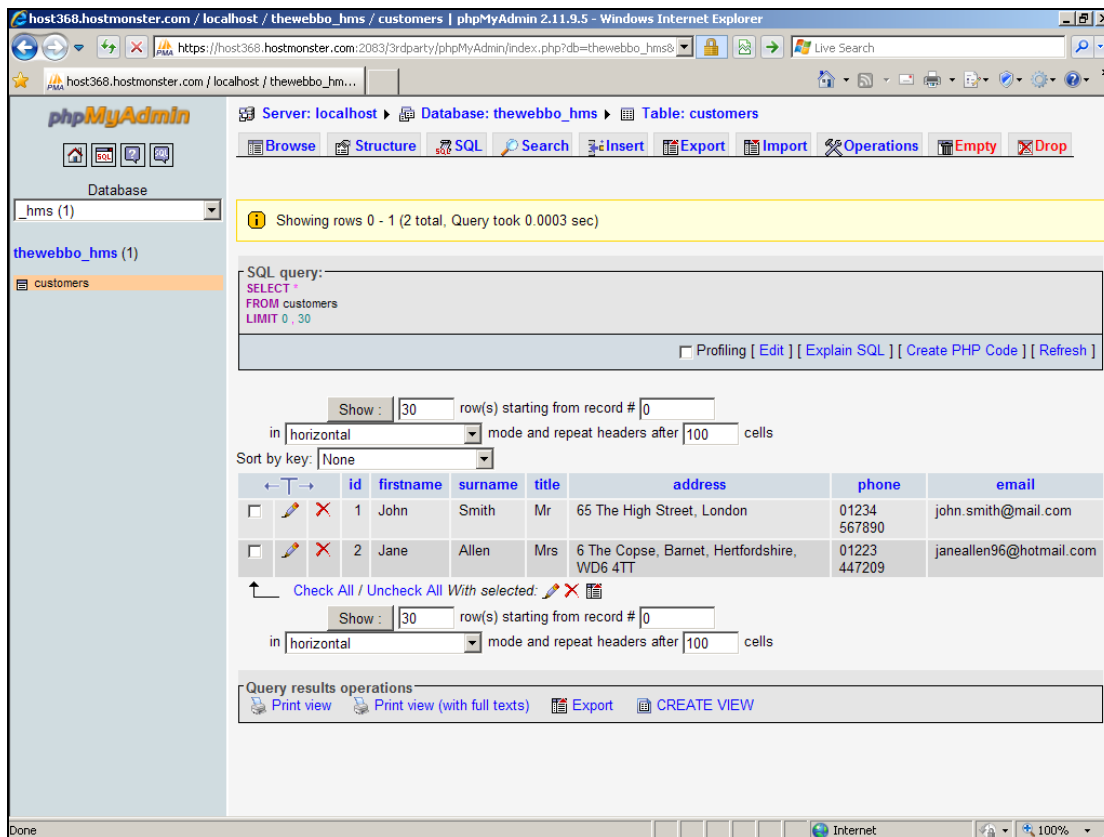 host368.hostmonster.com / localhost / thewebbo_hms / customers | phpMyAdmin 2.11.9.5 - Windows Internet Explorer
https://host368.hostmonster.com:2083/3rdparty/phpMyAdmin/index.php?db=thewebbo_hms&
Live Search
host368.hostmonster.com / localhost / thewebbo_hm...
phpMyAdmin
Server: localhost Database: thewebbo_hms Table: customers
Browse Structure SQL Search Insert Export Import Operations Empty Drop
Database
_hms (1)
thewebbo_hms (1)
customers
Showing rows 0 - 1 (2 total, Query took 0.0003 sec)
SQL query:
SELECT *
FROM customers
LIMIT 0 , 30
Profiling [ Edit ] [ Explain SQL ] [ Create PHP Code ] [ Refresh ]
Show : 30 row(s) starting from record # 0
in horizontal mode and repeat headers after 100 cells
Sort by key: None
←T→ id firstname surname title address phone email
1 John Smith Mr 65 The High Street, London 01234 567890 john.smith@mail.com
2 Jane Allen Mrs 6 The Copse, Barnet, Hertfordshire, WD6 4TT 01223 447209 janeallen96@hotmail.com
Check All / Uncheck All With selected:
Show : 30 row(s) starting from record # 0
in horizontal mode and repeat headers after 100 cells
Query results operations
Print view Print view (with full texts) Export CREATE VIEW
Done Internet 100%